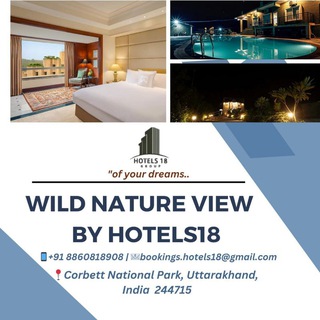 HOTELS 18
GROUP
"of your dreams..
WILD NATURE VIEW
BY HOTELS18
+91 8860818908 | bookings.hotels18@gmail.com
Corbett National Park, Uttarakhand,
India 244715